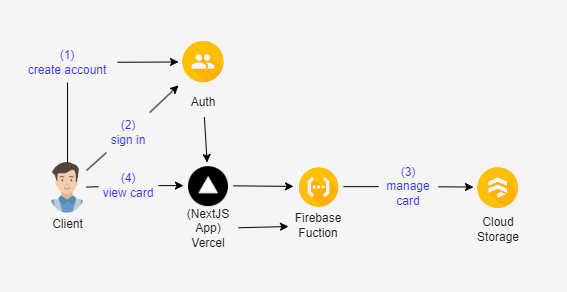 (1)
create account
Auth
(2)
sign in
(4)
view card
Client
(NextJS
App)
Vercel
Firebase
Fuction
(3)
manage
card
Cloud
Storage